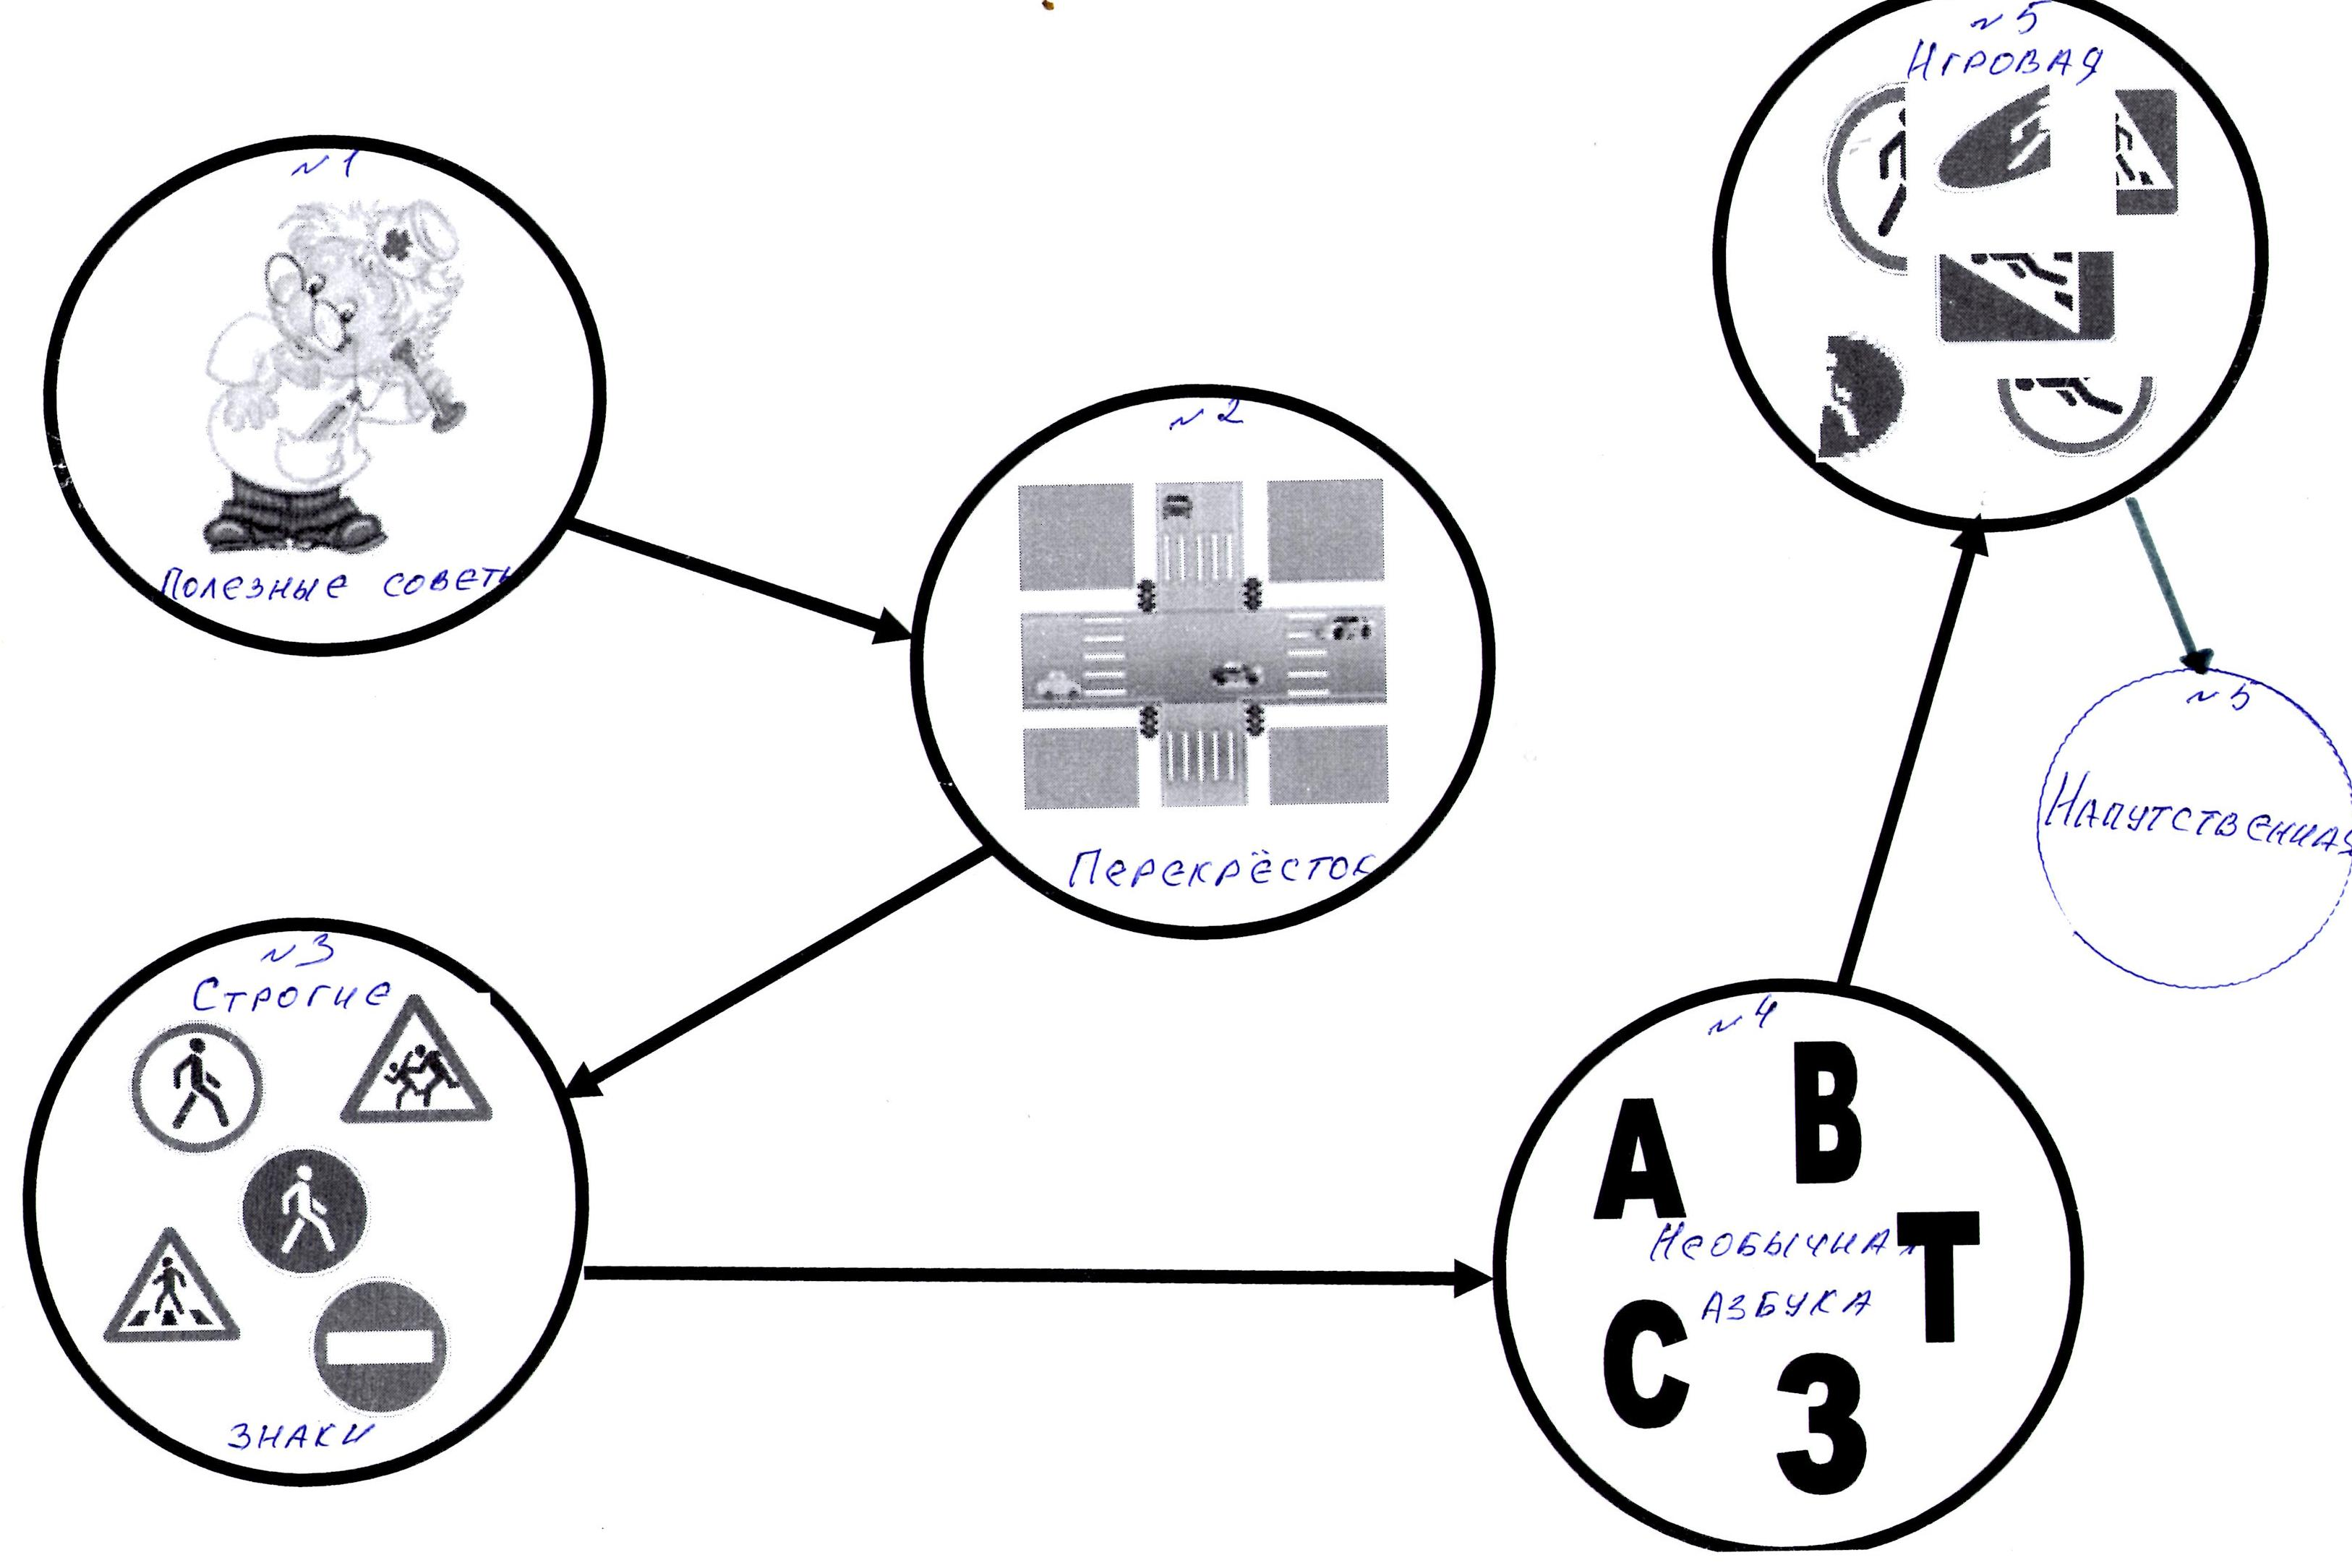 №1
Полезные советы
№2
Перекрёсток
№3
Строгие
знаки
№4
А
В
Необычная
Т
азбука
С
З
№5
Игровая
№5
Напутственная